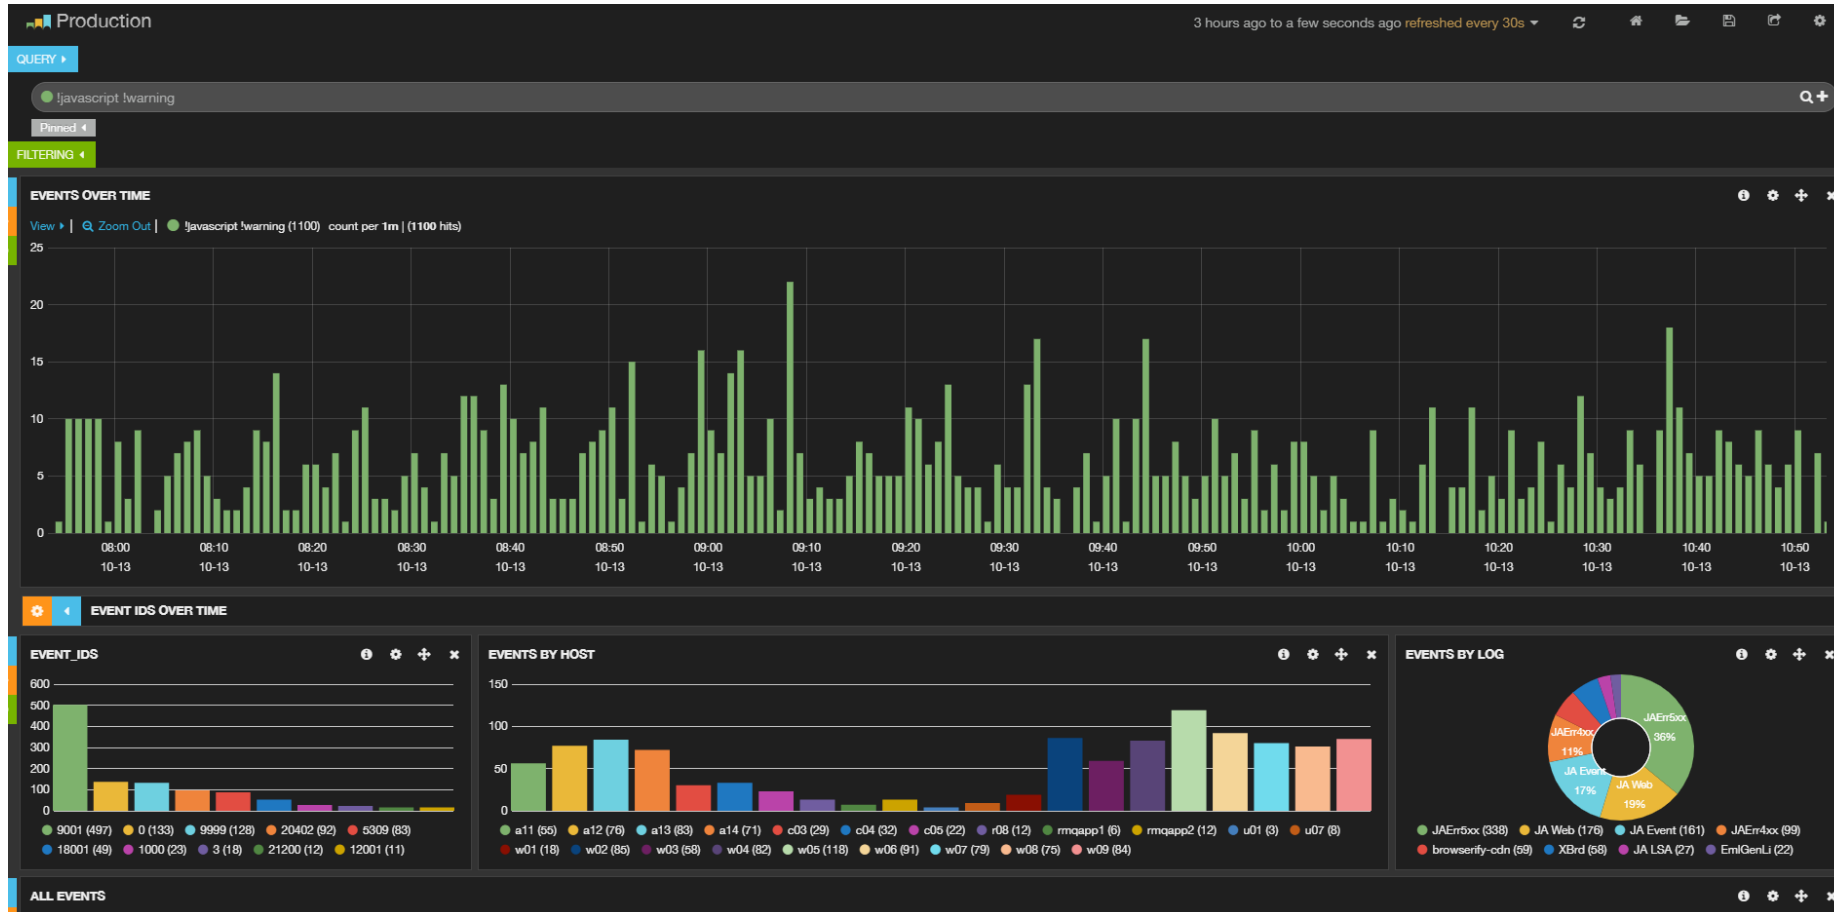 Production
3 hours ago to a few seconds ago refreshed every 30s
QUERY
!javascript !warning
Pinned
FILTERING
EVENTS OVER TIME
View | Zoom Out | !javascript !warning (1100) count per 1m | (1100 hits)
25
20
15
10
5
0
08:00 08:10 08:20 08:30 08:40 08:50 09:00 09:10 09:20 09:30 09:40 09:50 10:00 10:10 10:20 10:30 10:40 10:50
10-13 10-13 10-13 10-13 10-13 10-13 10-13 10-13 10-13 10-13 10-13 10-13 10-13 10-13 10-13 10-13 10-13 10-13
EVENT IDS OVER TIME
EVENT_IDS
600
500
400
300
200
100
0
9001 (497) 0 (133) 9999 (128) 20402 (92) 5309 (83)
18001 (49) 1000 (23) 3 (18) 21200 (12) 12001 (11)
EVENTS BY HOST
150
100
50
0
a11 (55) a12 (76) a13 (83) a14 (71) c03 (29) c04 (32) c05 (22) r08 (12) rmqapp1 (6) rmqapp2 (12) u01 (3) u07 (8)
w01 (18) w02 (85) w03 (58) w04 (82) w05 (118) w06 (91) w07 (79) w08 (75) w09 (84)
EVENTS BY LOG
JAErr5xx
36%
JAErr4xx
11%
JA Event
17%
JA Web
19%
JAErr5xx (338) JA Web (176) JA Event (161) JAErr4xx (99)
browserify-cdn (59) XBrd (58) JA LSA (27) EmlGenLi (22)
ALL EVENTS